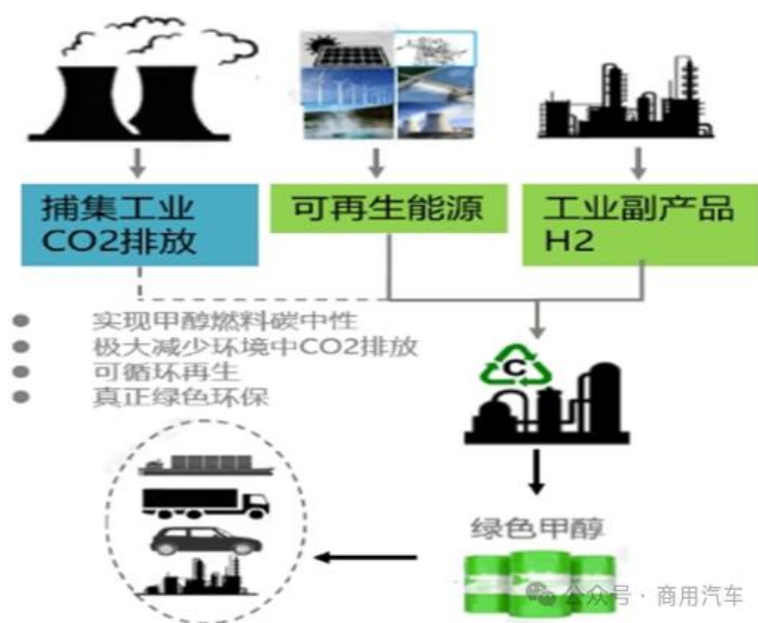 捕集工业
CO2排放
可再生能源
工业副产品
H2
实现甲醇燃料碳中性
极大减少环境中CO2排放
可循环再生
真正绿色环保
C
绿色甲醇
公众号·商用汽车